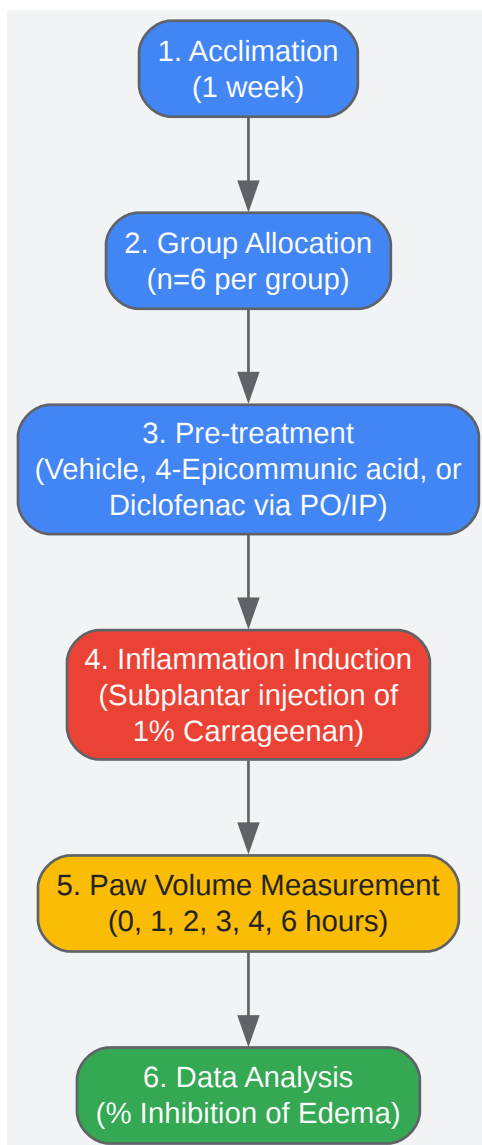 1. Acclimation
(1 week)
2. Group Allocation
(n=6 per group)
3. Pre-treatment
(Vehicle, 4-Epicommunic acid, or
Diclofenac via PO/IP)
4. Inflammation Induction
(Subplantar injection of
1% Carrageenan)
5. Paw Volume Measurement
(0, 1, 2, 3, 4, 6 hours)
6. Data Analysis
(% Inhibition of Edema)